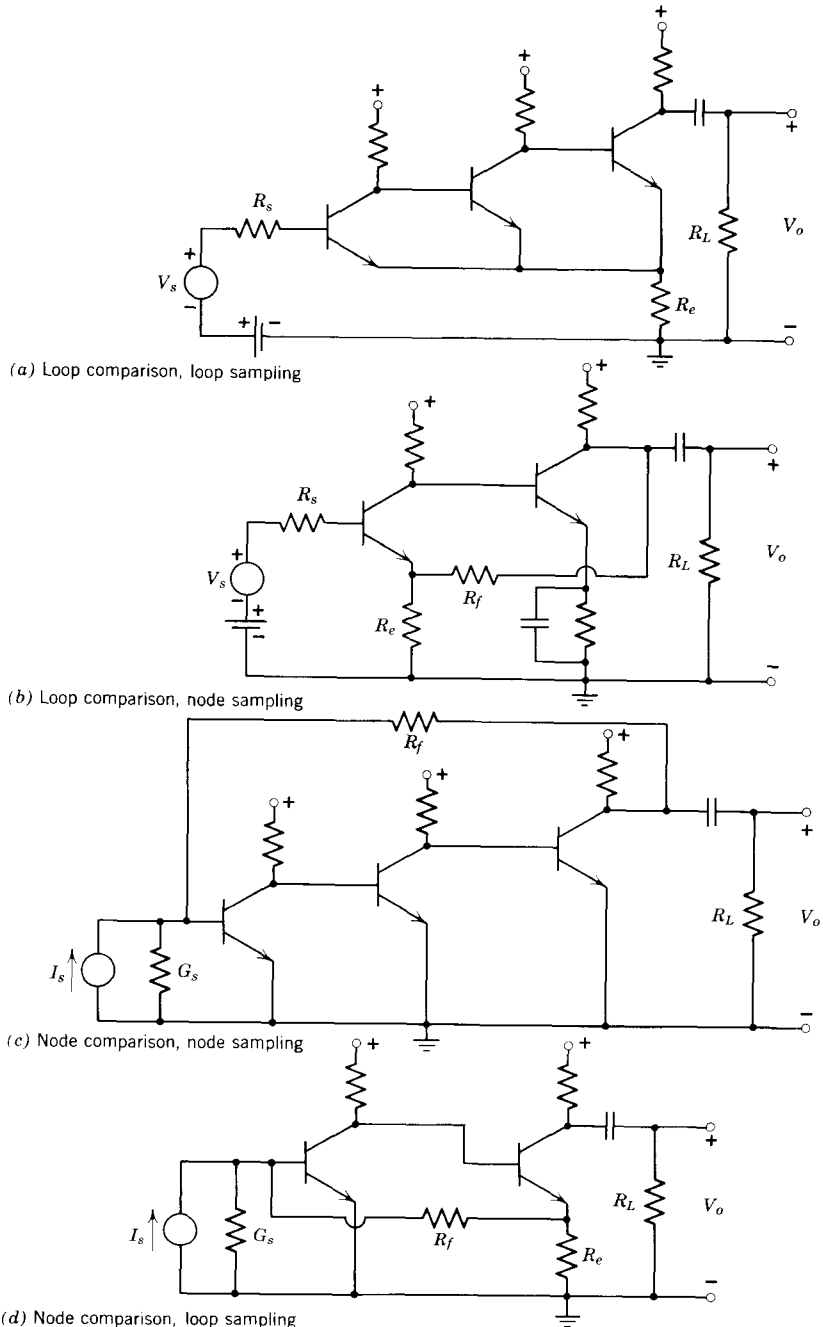 +
+
+
+
R_s
R_L
V_o
+
V_s
−
+
−
R_e
−
(a) Loop comparison, loop sampling
+
+
+
R_s
R_L
V_o
+
V_s
−
+
−
R_f
R_e
−
(b) Loop comparison, node sampling
R_f
+
+
+
+
R_L
V_o
I_s
G_s
−
(c) Node comparison, node sampling
+
+
+
R_L
V_o
I_s
G_s
R_f
R_e
−
(d) Node comparison, loop sampling